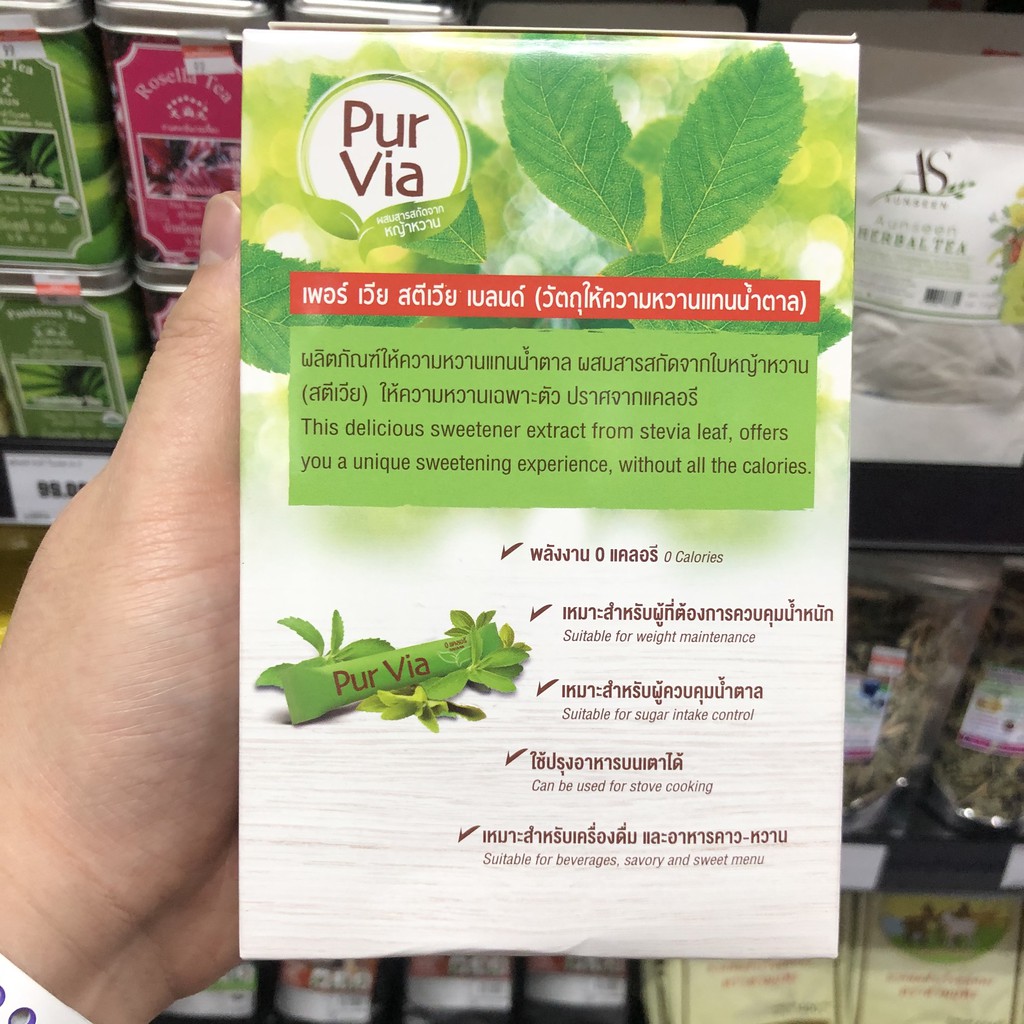 Pur
Via
ผสมสารสกัดจาก
หญ้าหวาน
เพอร์ เวีย สตีเวีย เบลนด์ (วัตถุให้ความหวานแทนน้ำตาล)
ผลิตภัณฑ์ให้ความหวานแทนน้ำตาล ผสมสารสกัดจากใบหญ้าหวาน
(สตีเวีย) ให้ความหวานเฉพาะตัว ปราศจากแคลอรี
This delicious sweetener extract from stevia leaf, offers
you a unique sweetening experience, without all the calories.
พลังงาน 0 แคลอรี 0 Calories
เหมาะสำหรับผู้ที่ต้องการควบคุมน้ำหนัก
Suitable for weight maintenance
เหมาะสำหรับผู้ควบคุมน้ำตาล
Suitable for sugar intake control
ใช้ปรุงอาหารบนเตาได้
Can be used for stove cooking
เหมาะสำหรับเครื่องดื่ม และอาหารคาว-หวาน
Suitable for beverages, savory and sweet menu
Pur Via
0 แคลอรี
Rosella Tea
Tea
Pandanus Tea
AS
SUNREEN
HERBAL TEA